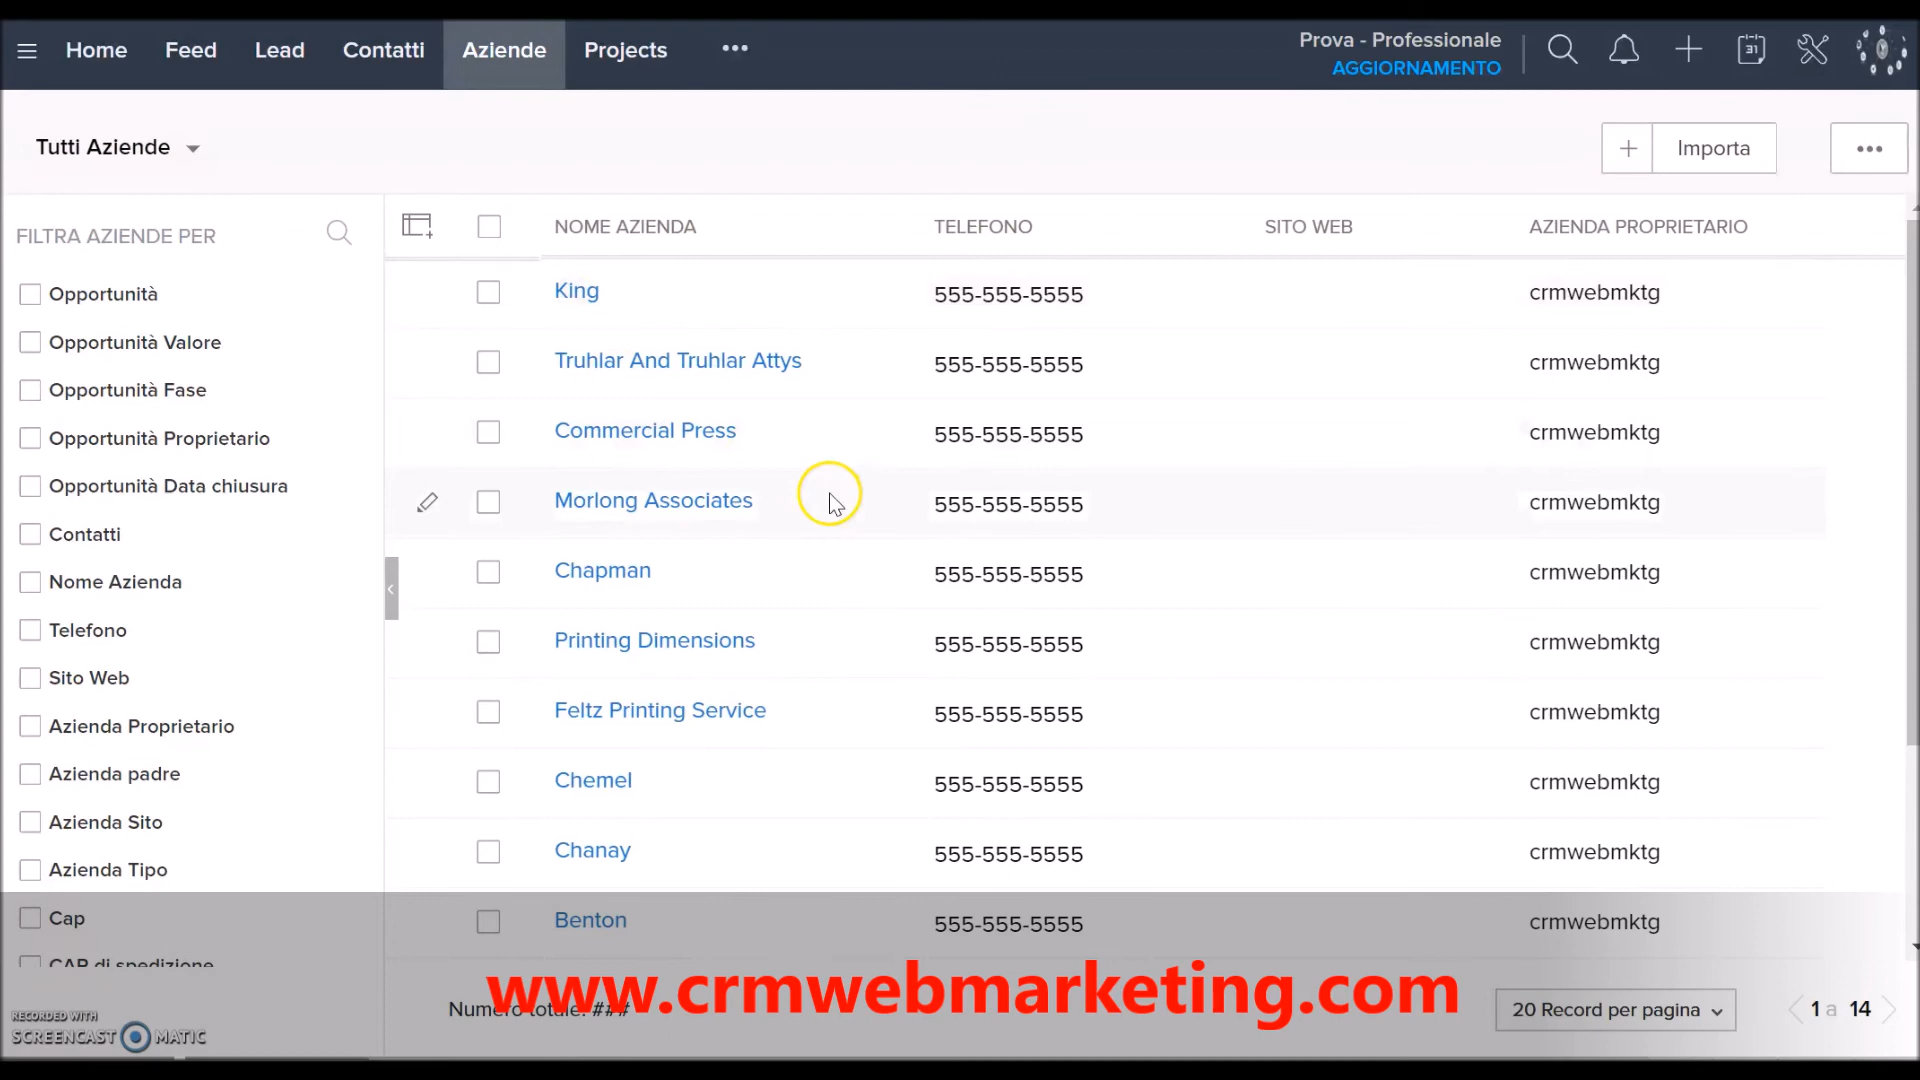 Home Feed Lead Contatti Aziende Projects ••• Prova - Professionale
AGGIORNAMENTO
31
Tutti Aziende
+ Importa •••
FILTRA AZIENDE PER
Opportunità
Opportunità Valore
Opportunità Fase
Opportunità Proprietario
Opportunità Data chiusura
Contatti
Nome Azienda
Telefono
Sito Web
Azienda Proprietario
Azienda padre
Azienda Sito
Azienda Tipo
Cap
CAP di spedizione
NOME AZIENDA TELEFONO SITO WEB AZIENDA PROPRIETARIO
King 555-555-5555 crmwebmktg
Truhlar And Truhlar Attys 555-555-5555 crmwebmktg
Commercial Press 555-555-5555 crmwebmktg
Morlong Associates 555-555-5555 crmwebmktg
Chapman 555-555-5555 crmwebmktg
Printing Dimensions 555-555-5555 crmwebmktg
Feltz Printing Service 555-555-5555 crmwebmktg
Chemel 555-555-5555 crmwebmktg
Chanay 555-555-5555 crmwebmktg
Benton 555-555-5555 crmwebmktg
www.crmwebmarketing.com
Numero totale: ###
20 Record per pagina
1 a 14
RECORDED WITH
SCREENCAST MATIC